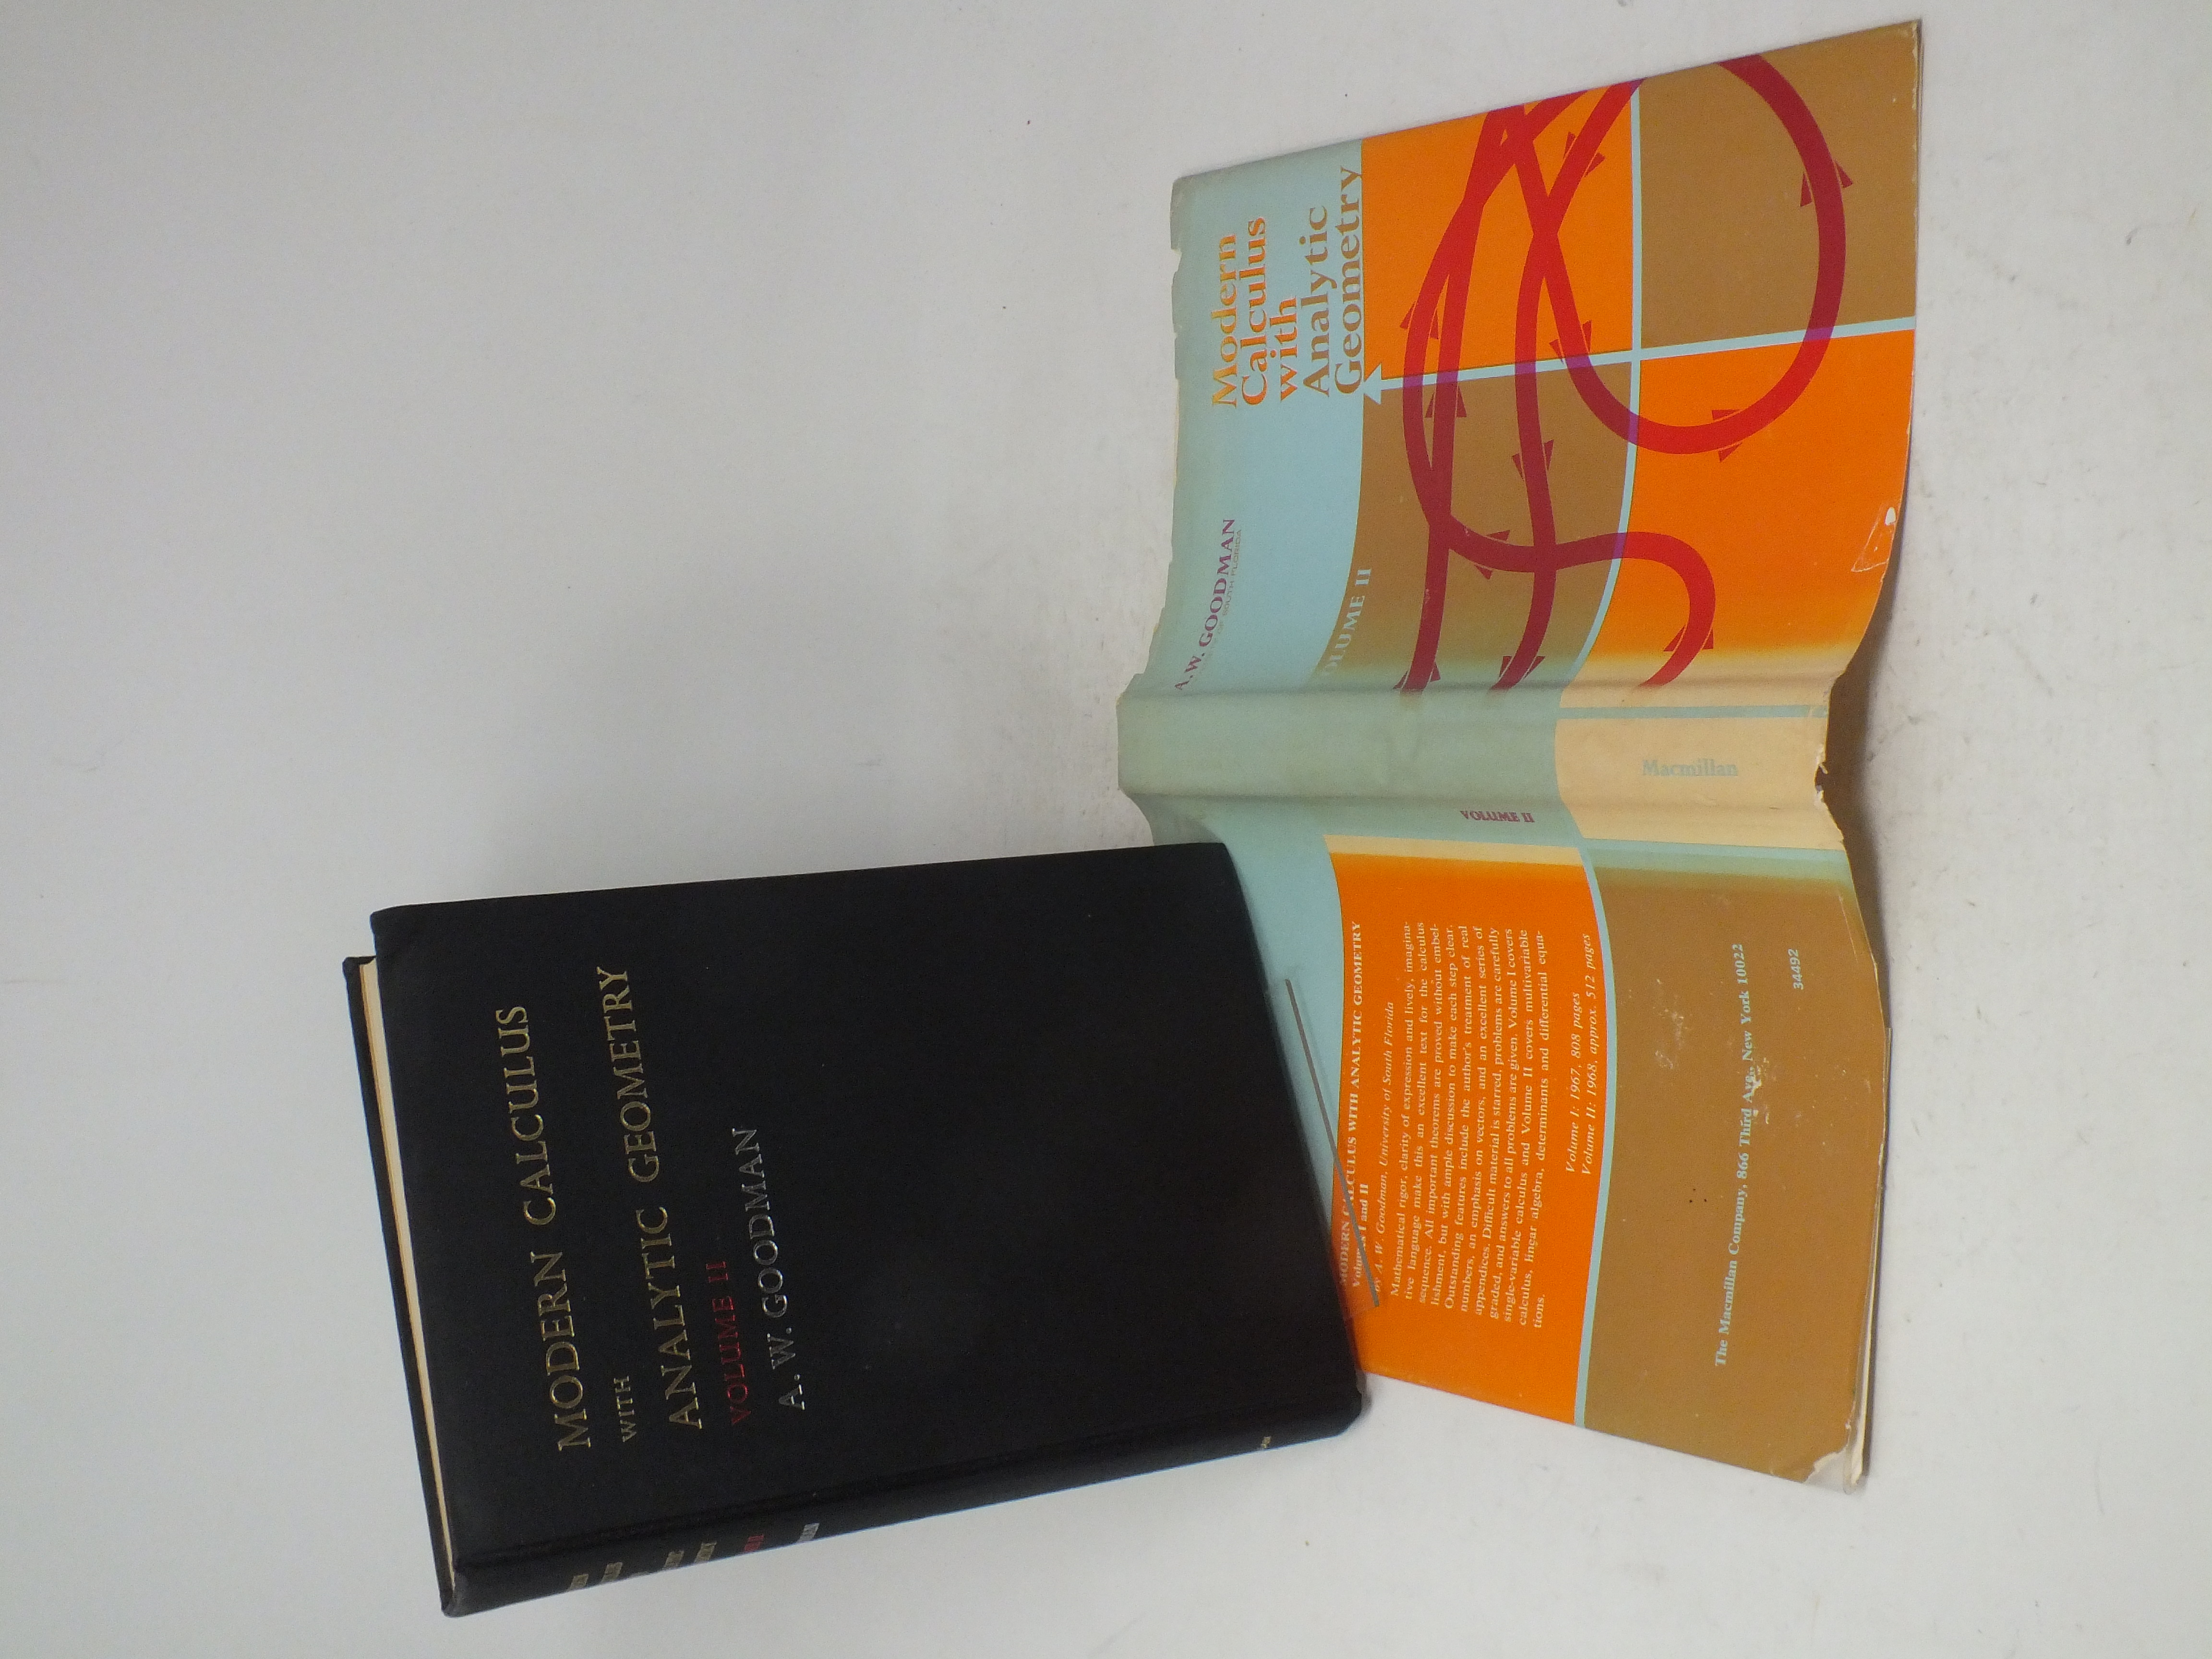 MODERN CALCULUS
WITH
ANALYTIC GEOMETRY
VOLUME II
A. W. GOODMAN
A. W. GOODMAN
SOUTH FLORIDA
Modern
Calculus
with
Analytic
Geometry
VOLUME II
Macmillan
MODERN CALCULUS WITH ANALYTIC GEOMETRY
Volumes I and II
By A. W. Goodman, University of South Florida
Mathematical rigor, clarity of expression and lively, imagina-
tive language make this an excellent text for the calculus
sequence. All important theorems are proved without embel-
lishment, but with ample discussion to make each step clear.
Outstanding features include the author's treatment of real
numbers, an emphasis on vectors, and an excellent series of
appendices. Difficult material is starred, problems are carefully
graded, and answers to all problems are given. Volume I covers
single-variable calculus and Volume II covers multivariable
calculus, linear algebra, determinants and differential equa-
tions.
Volume I: 1967, 808 pages
Volume II: 1968, approx. 512 pages
The Macmillan Company, 866 Third Ave., New York 10022
34492